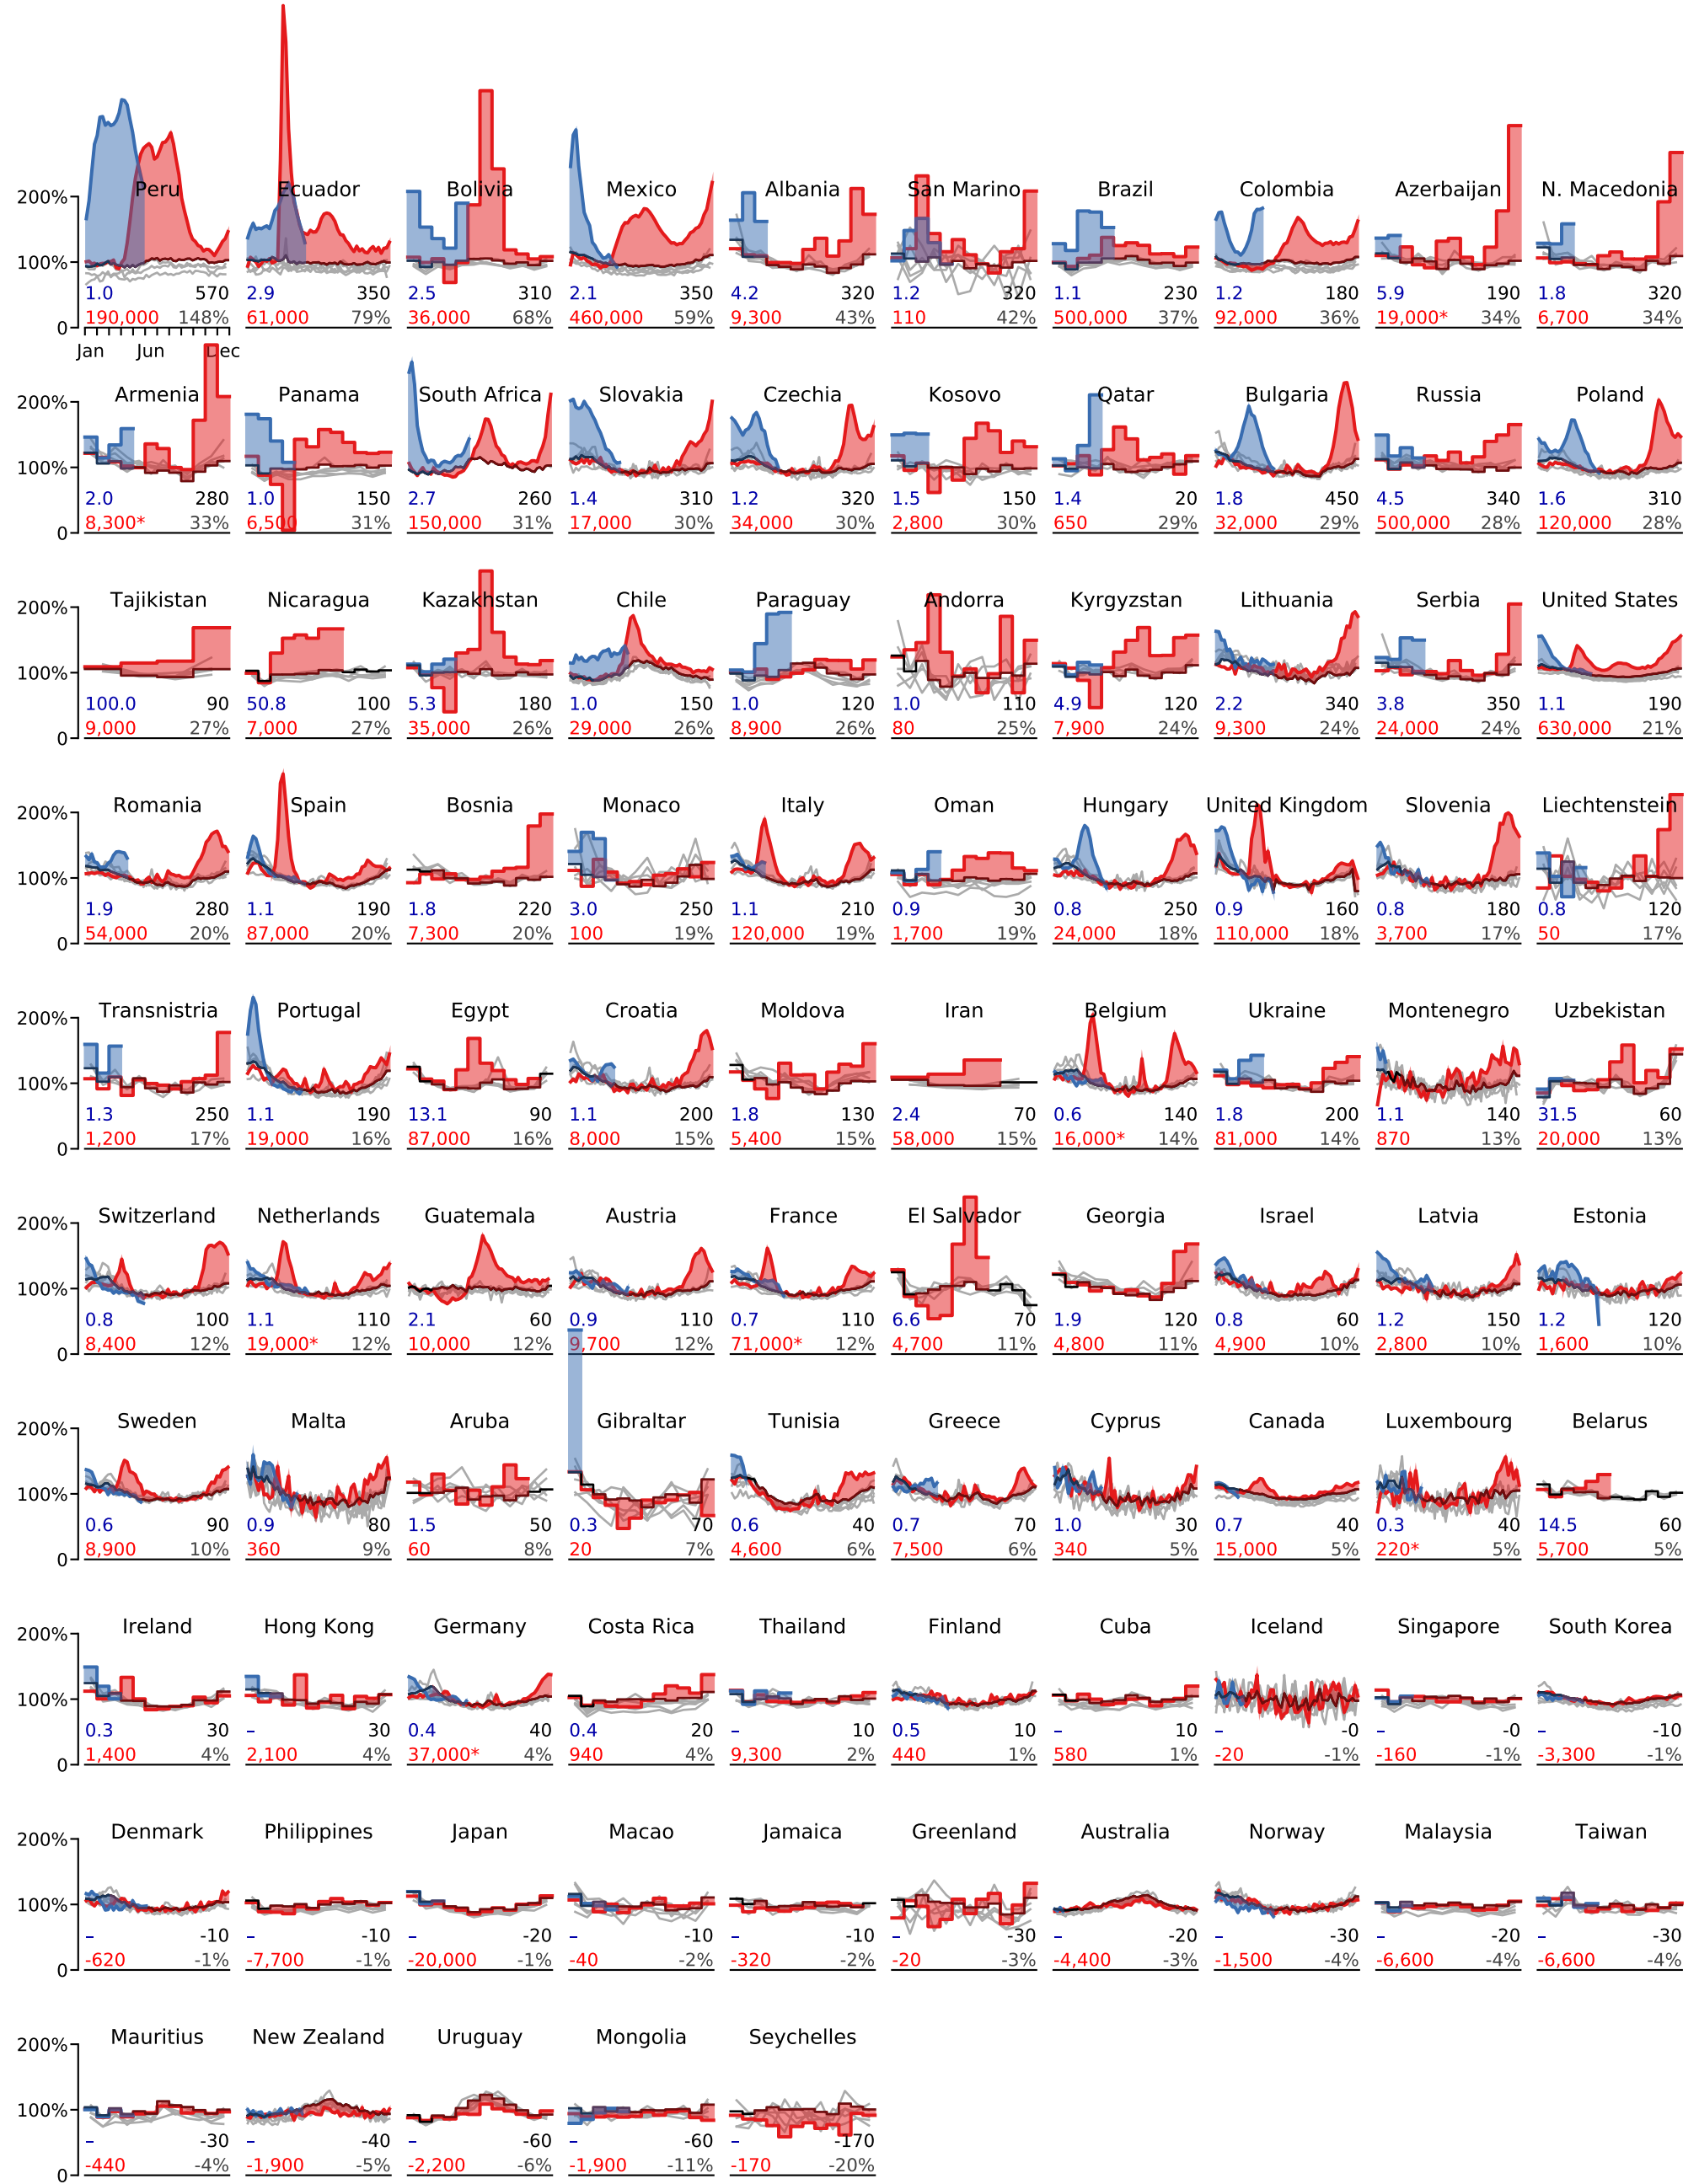 Peru Ecuador Bolivia Mexico Albania San Marino Brazil Colombia Azerbaijan N. Macedonia
200%
100%
1.0 570 2.9 350 2.5 310 2.1 350 4.2 320 1.2 320 1.1 230 1.2 180 5.9 190 1.8 320
190,000 148% 61,000 79% 36,000 68% 460,000 59% 9,300 43% 110 42% 500,000 37% 92,000 36% 19,000* 34% 6,700 34%
0
Jan Jun Dec
Armenia Panama South Africa Slovakia Czechia Kosovo Qatar Bulgaria Russia Poland
200%
100%
2.0 280 1.0 150 2.7 260 1.4 310 1.2 320 1.5 150 1.4 20 1.8 450 4.5 340 1.6 310
8,300* 33% 6,500 31% 150,000 31% 17,000 30% 34,000 30% 2,800 30% 650 29% 32,000 29% 500,000 28% 120,000 28%
0
Tajikistan Nicaragua Kazakhstan Chile Paraguay Andorra Kyrgyzstan Lithuania Serbia United States
200%
100%
100.0 90 50.8 100 5.3 180 1.0 150 1.0 120 1.0 110 4.9 120 2.2 340 3.8 350 1.1 190
9,000 27% 7,000 27% 35,000 26% 29,000 26% 8,900 26% 80 25% 7,900 24% 9,300 24% 24,000 24% 630,000 21%
0
Romania Spain Bosnia Monaco Italy Oman Hungary United Kingdom Slovenia Liechtenstein
200%
100%
1.9 280 1.1 190 1.8 220 3.0 250 1.1 210 0.9 30 0.8 250 0.9 160 0.8 180 0.8 120
54,000 20% 87,000 20% 7,300 20% 100 19% 120,000 19% 1,700 19% 24,000 18% 110,000 18% 3,700 17% 50 17%
0
Transnistria Portugal Egypt Croatia Moldova Iran Belgium Ukraine Montenegro Uzbekistan
200%
100%
1.3 250 1.1 190 13.1 90 1.1 200 1.8 130 2.4 70 0.6 140 1.8 200 1.1 140 31.5 60
1,200 17% 19,000 16% 87,000 16% 8,000 15% 5,400 15% 58,000 15% 16,000* 14% 81,000 14% 870 13% 20,000 13%
0
Switzerland Netherlands Guatemala Austria France El Salvador Georgia Israel Latvia Estonia
200%
100%
0.8 100 1.1 110 2.1 60 0.9 110 0.7 110 6.6 70 1.9 120 0.8 60 1.2 150 1.2 120
8,400 12% 19,000* 12% 10,000 12% 9,700 12% 71,000* 12% 4,700 11% 4,800 11% 4,900 10% 2,800 10% 1,600 10%
0
Sweden Malta Aruba Gibraltar Tunisia Greece Cyprus Canada Luxembourg Belarus
200%
100%
0.6 90 0.9 80 1.5 50 0.3 70 0.6 40 0.7 70 1.0 30 0.7 40 0.3 40 14.5 60
8,900 10% 360 9% 60 8% 20 7% 4,600 6% 7,500 6% 340 5% 15,000 5% 220* 5% 5,700 5%
0
Ireland Hong Kong Germany Costa Rica Thailand Finland Cuba Iceland Singapore South Korea
200%
100%
0.3 30 – 30 0.4 40 0.4 20 – 10 0.5 10 – 10 – -0 – -0 – -10
1,400 4% 2,100 4% 37,000* 4% 940 4% 9,300 2% 440 1% 580 1% -20 -1% -160 -1% -3,300 -1%
0
Denmark Philippines Japan Macao Jamaica Greenland Australia Norway Malaysia Taiwan
200%
100%
– -10 – -10 – -20 – -10 – -10 – -30 – -20 – -30 – -20 – -30
-620 -1% -7,700 -1% -20,000 -1% -40 -2% -320 -2% -20 -3% -4,400 -3% -1,500 -4% -6,600 -4% -6,600 -4%
0
Mauritius New Zealand Uruguay Mongolia Seychelles
200%
100%
– -30 – -40 – -60 – -60 – -170
-440 -4% -1,900 -5% -2,200 -6% -1,900 -11% -170 -20%
0